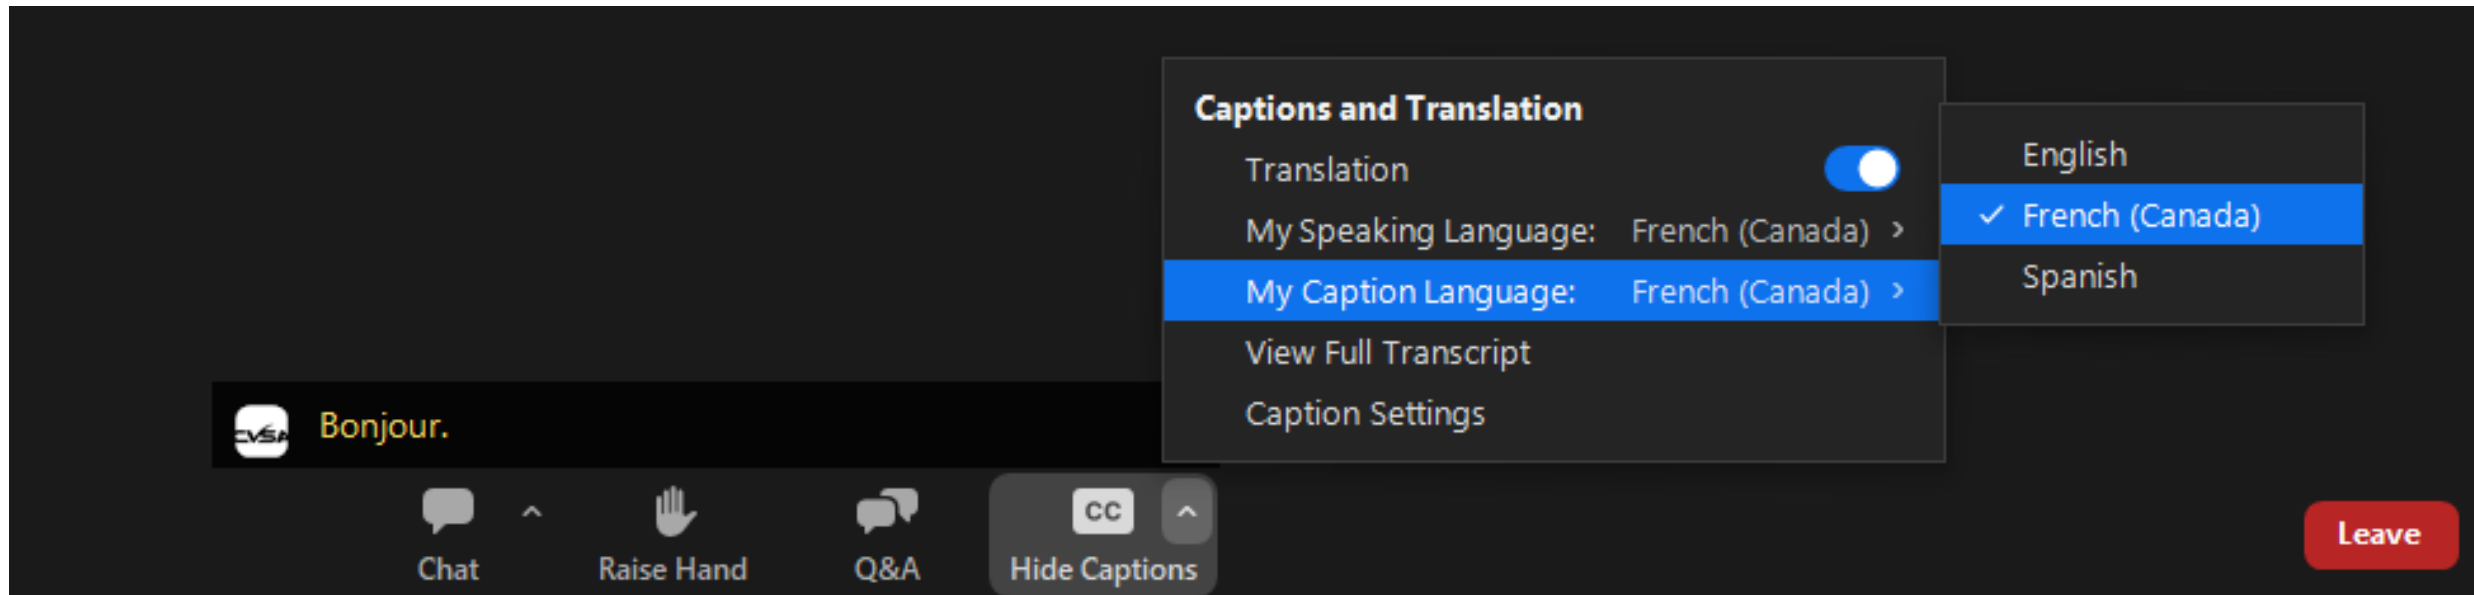 Captions and Translation
Translation
My Speaking Language: French (Canada) >
My Caption Language: French (Canada) >
View Full Transcript
Caption Settings
English
✓ French (Canada)
Spanish
CVSA
Bonjour.
Chat
Raise Hand
Q&A
CC
Hide Captions
Leave